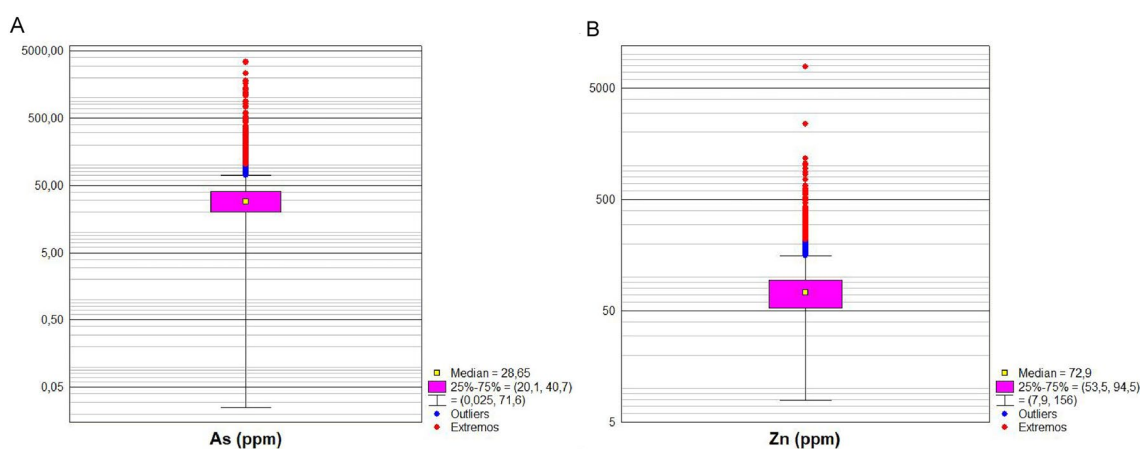 A
5000,00
500,00
50,00
5,00
0,50
0,05
As (ppm)
Median = 28,65
25%-75% = (20,1, 40,7)
= (0,025, 71,6)
Outliers
Extremos
B
5000
500
50
5
Zn (ppm)
Median = 72,9
25%-75% = (53,5, 94,5)
= (7,9, 156)
Outliers
Extremos